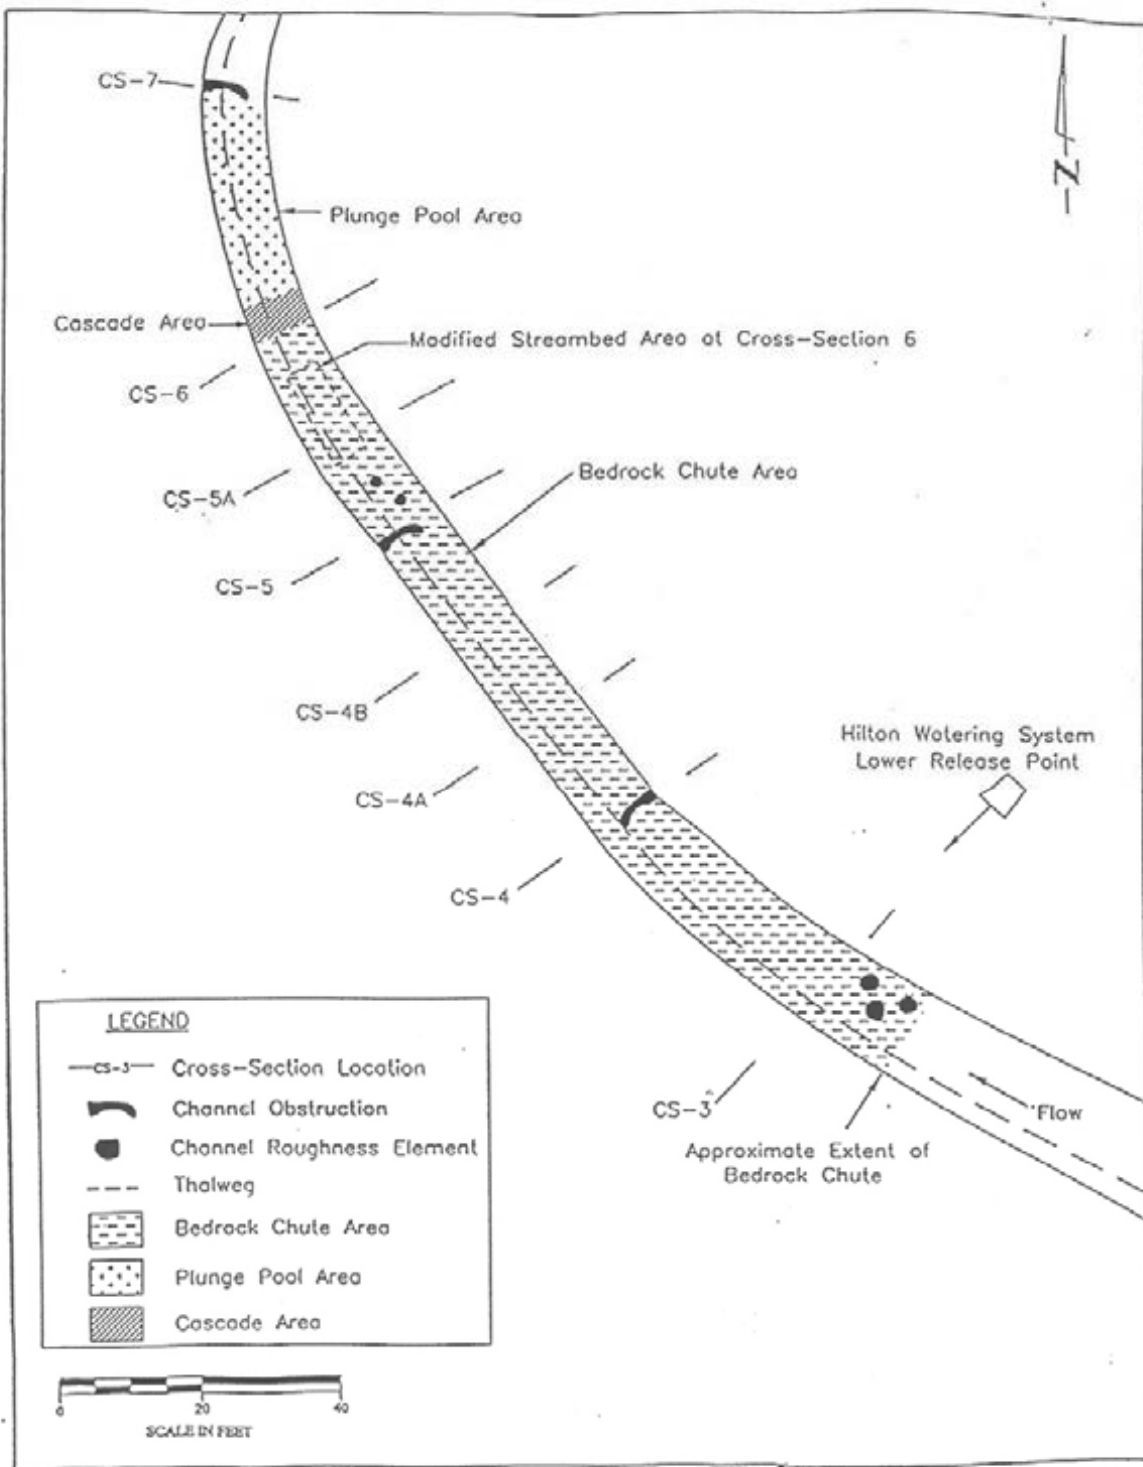 CS-7
Z
Plunge Pool Area
Cascade Area
Modified Streambed Area at Cross-Section 6
CS-6
Bedrock Chute Area
CS-5A
CS-5
CS-4B
Hilton Watering System
Lower Release Point
CS-4A
CS-4
CS-3
Flow
Approximate Extent of
Bedrock Chute
LEGEND
CS-3 Cross-Section Location
Channel Obstruction
Channel Roughness Element
Thalweg
Bedrock Chute Area
Plunge Pool Area
Cascade Area
0 20 40
SCALE IN FEET